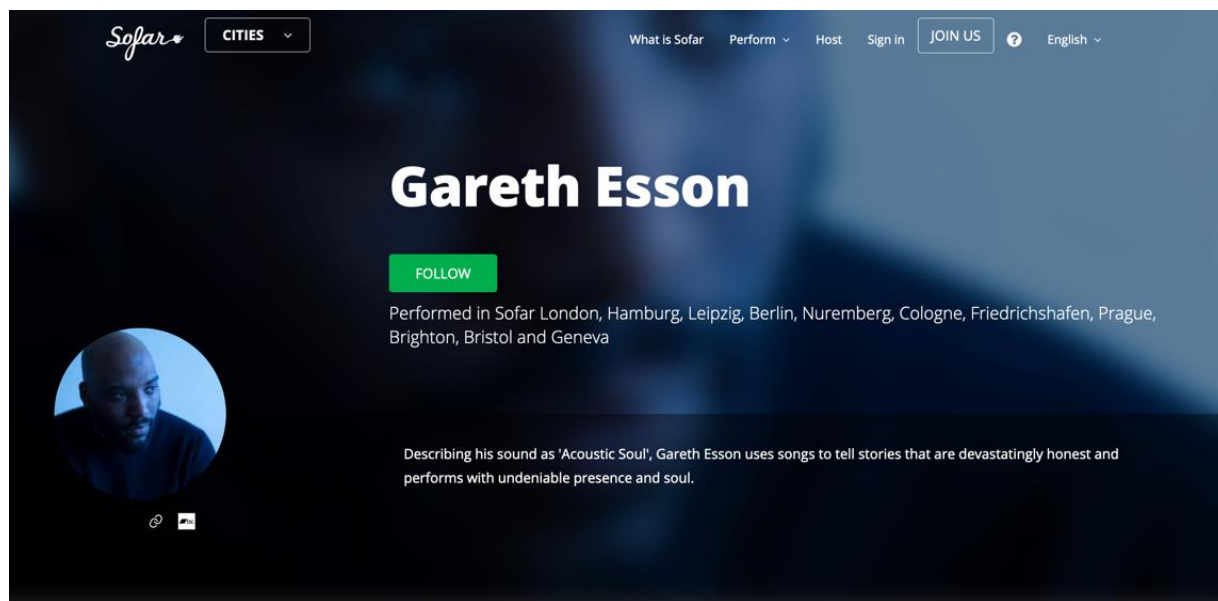 Sofar CITIES What is Sofar Perform Host Sign in JOIN US ? English
Gareth Esson
FOLLOW
Performed in Sofar London, Hamburg, Leipzig, Berlin, Nuremberg, Cologne, Friedrichshafen, Prague,
Brighton, Bristol and Geneva
Describing his sound as 'Acoustic Soul', Gareth Esson uses songs to tell stories that are devastatingly honest and
performs with undeniable presence and soul.